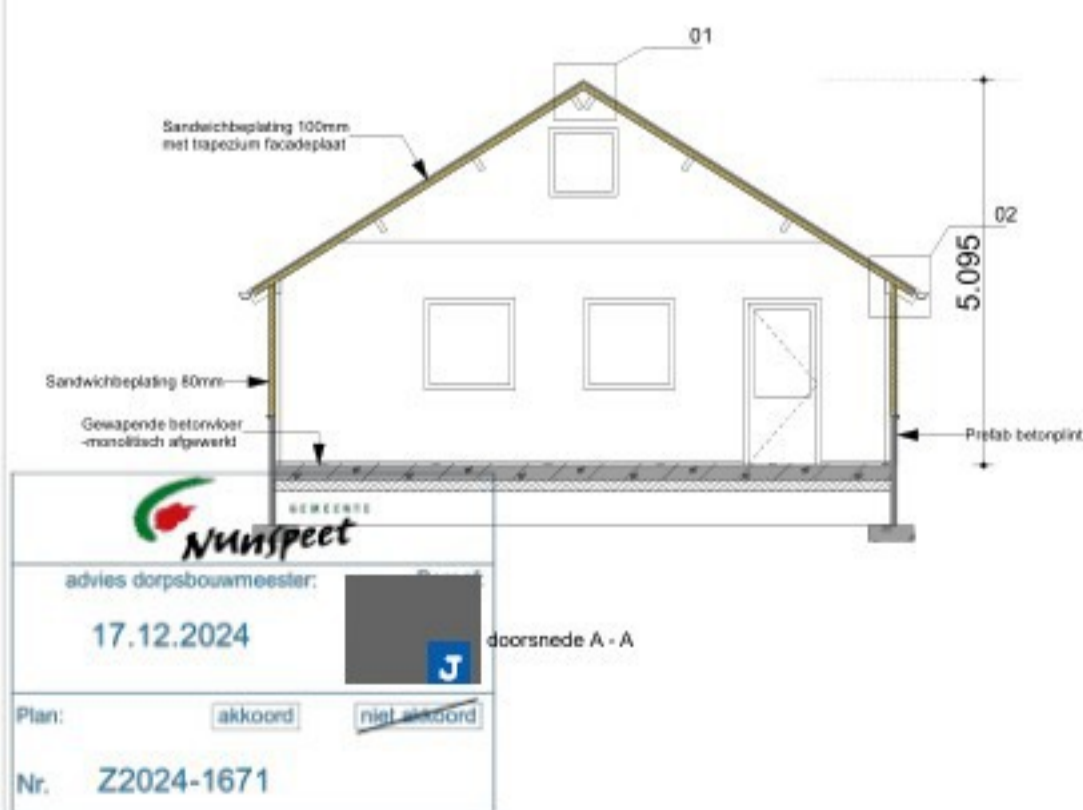 01
Sandwichbeplating 100mm
met trapezium facadeplaat
02
5.095
Sandwichbeplating 80mm
Gewapende betonvloer
-monolitisch afgewerkt
Prefab betonplint
GEMEENTE
Nunspeet
advies dorpsbouwmeester:
17.12.2024
J
doorsnede A - A
Plan:
akkoord
niet akkoord
Nr.
Z2024-1671